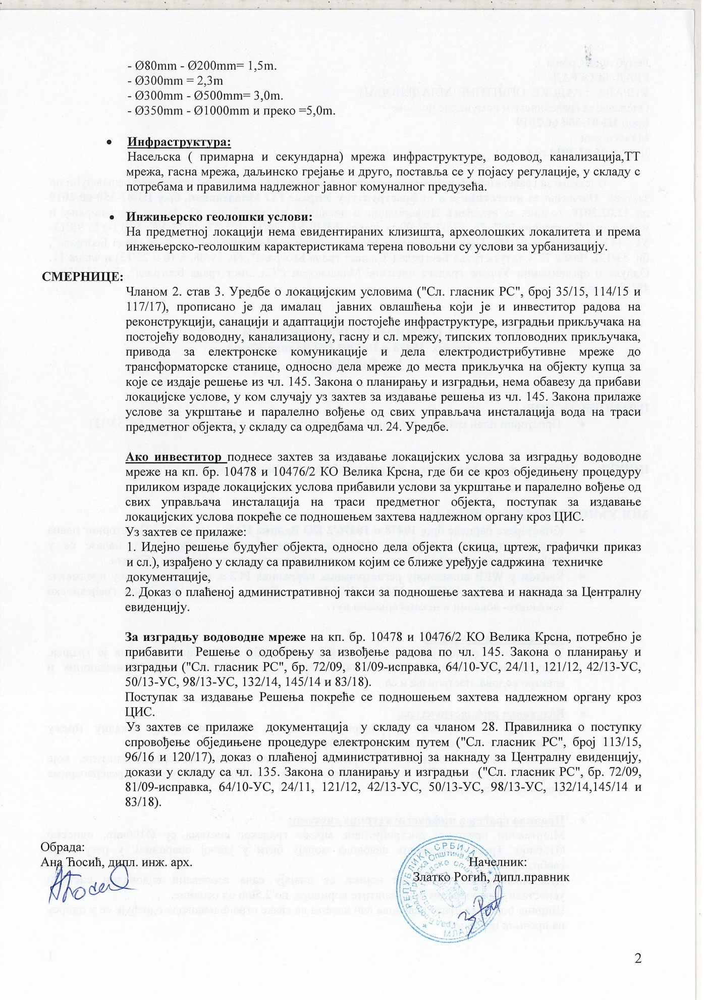 - Ø80mm - Ø200mm= 1,5m.
- Ø300mm = 2,3m
- Ø300mm - Ø500mm= 3,0m.
- Ø350mm - Ø1000mm и преко =5,0m.
• Инфраструктура:
Насељска ( примарна и секундарна) мрежа инфраструктуре, водовод, канализација,ТТ
мрежа, гасна мрежа, даљинско грејање и друго, поставља се у појасу регулације, у складу с
потребама и правилима надлежног јавног комуналног предузећа.
• Инжињерско геолошки услови:
На предметној локацији нема евидентираних клизишта, археолошких локалитета и према
инжењерско-геолошким карактеристикама терена повољни су услови за урбанизацију.
СМЕРНИЦЕ:
Чланом 2. став 3. Уредбе о локацијским условима ("Сл. гласник РС", број 35/15, 114/15 и
117/17), прописано је да ималац јавних овлашћења који је и инвеститор радова на
реконструкцији, санацији и адаптацији постојеће инфраструктуре, изградњи прикључака на
постојећу водоводну, канализациону, гасну и сл. мрежу, типских топловодних прикључака,
привода за електронске комуникације и дела електродистрибутивне мреже до
трансформаторске станице, односно дела мреже до места прикључка на објекту купца за
које се издаје решење из чл. 145. Закона о планирању и изградњи, нема обавезу да прибави
локацијске услове, у ком случају уз захтев за издавање решења из чл. 145. Закона прилаже
услове за укрштање и паралелно вођење од свих управљача инсталација вода на траси
предметног објекта, у складу са одредбама чл. 24. Уредбе.
Ако инвеститор поднесе захтев за издавање локацијских услова за изградњу водоводне
мреже на кп. бр. 10478 и 10476/2 КО Велика Крсна, где би се кроз обједињену процедуру
приликом израде локацијских услова прибавили услови за укрштање и паралелно вођење од
свих управљача инсталација на траси предметног објекта, поступак за издавање
локацијских услова покреће се подношењем захтева надлежном органу кроз ЦИС.
Уз захтев се прилаже:
1. Идејно решење будућег објекта, односно дела објекта (скица, цртеж, графички приказ
и сл.), израђено у складу са правилником којим се ближе уређује садржина техничке
документације,
2. Доказ о плаћеној административној такси за подношење захтева и накнада за Централну
евиденцију.
За изградњу водоводне мреже на кп. бр. 10478 и 10476/2 КО Велика Крсна, потребно је
прибавити Решење о одобрењу за извођење радова по чл. 145. Закона о планирању и
изградњи ("Сл. гласник РС", бр. 72/09, 81/09-исправка, 64/10-УС, 24/11, 121/12, 42/13-УС,
50/13-УС, 98/13-УС, 132/14, 145/14 и 83/18).
Поступак за издавање Решења покреће се подношењем захтева надлежном органу кроз
ЦИС.
Уз захтев се прилаже документација у складу са чланом 28. Правилника о поступку
спровођење обједињене процедуре електронским путем ("Сл. гласник РС", број 113/15,
96/16 и 120/17), доказ о плаћеној административној за накнаду за Централну евиденцију,
докази у складу са чл. 135. Закона о планирању и изградњи ("Сл. гласник РС", бр. 72/09,
81/09-исправка, 64/10-УС, 24/11, 121/12, 42/13-УС, 50/13-УС, 98/13-УС, 132/14,145/14 и
83/18).
Обрада:
Ана Ћосић, дипл. инж. арх.
Начелник:
Златко Рогић, дипл.правник
РЕПУБЛИКА СРБИЈА
2